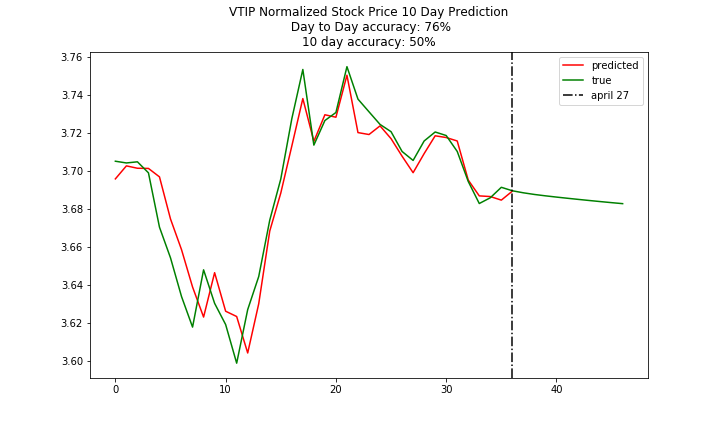 VTIP Normalized Stock Price 10 Day Prediction
Day to Day accuracy: 76%
10 day accuracy: 50%
3.76
3.74
3.72
3.70
3.68
3.66
3.64
3.62
3.60
predicted
true
april 27
0
10
20
30
40